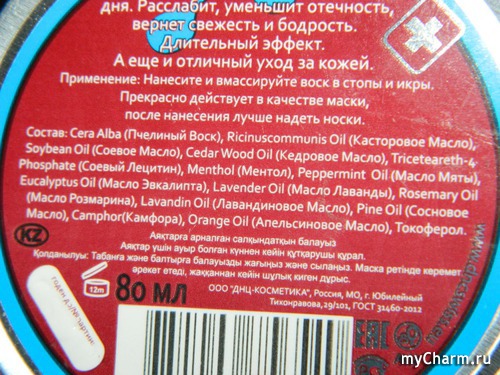 дня. Расслабит, уменьшит отечность,
вернет свежесть и бодрость.
Длительный эффект.
А еще и отличный уход за кожей.
Применение: Нанесите и вмассируйте воск в стопы и икры.
Прекрасно действует в качестве маски,
после нанесения лучше надеть носки.
Состав: Cera Alba (Пчелиный Воск), Ricinuscommunis Oil (Касторовое Масло),
Soybean Oil (Соевое Масло), Cedar Wood Oil (Кедровое Масло), Triceteareth-4
Phosphate (Соевый Лецитин), Menthol (Ментол), Peppermint Oil (Масло Мяты),
Eucalyptus Oil (Масло Эвкалипта), Lavender Oil (Масло Лаванды), Rosemary Oil
(Масло Розмарина), Lavandin Oil (Лавандиновое Масло), Pine Oil (Сосновое
Масло), Camphor(Камфора), Orange Oil (Апельсиновое Масло), Токоферол.
KZ
Аяқтарға арналған салқындатқын балауыз
Аяқтар үшін ауыр болған күннен кейін құтқарушы құрал.
Қолданылуы: Табанға және балтырға балауызды жағыңыз және сылаңыз. Маска ретінде керемет
әрекет етеді, жаққаннан кейін шұлық киген дұрыс.
12m
80 МЛ
ООО "ДНЦ-КОСМЕТИКА", Россия, МО, г. Юбилейный
Тихонравова,29/101, ГОСТ 31460-2012
EAC
myCharm.ru